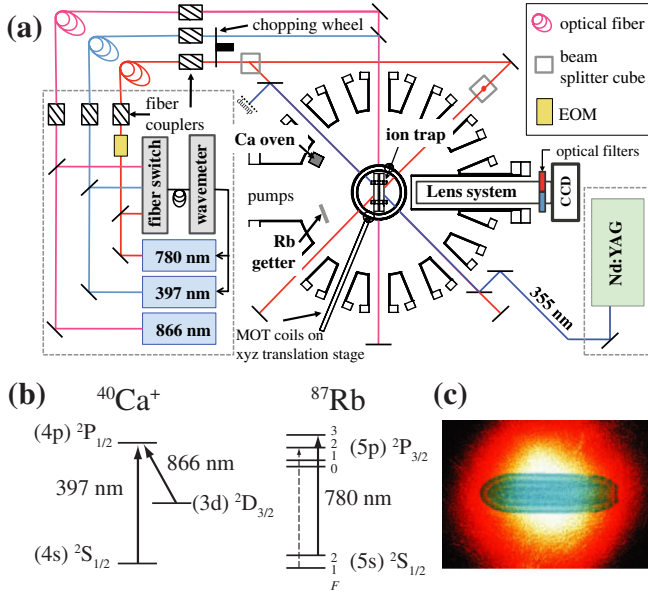 (a)
chopping wheel
optical fiber
beam
splitter cube
EOM
fiber
couplers
dump
Ca oven
ion trap
optical filters
fiber switch
wavemeter
pumps
Lens system
CCD
Rb
getter
Nd:YAG
780 nm
397 nm
866 nm
MOT coils on
xyz translation stage
355 nm
(b)
⁴⁰Ca⁺
⁸⁷Rb
(c)
(4p) ²P₁/₂
866 nm
397 nm
(3d) ²D₃/₂
(4s) ²S₁/₂
3
2
1
0
(5p) ²P₃/₂
780 nm
2
1
(5s) ²S₁/₂
F